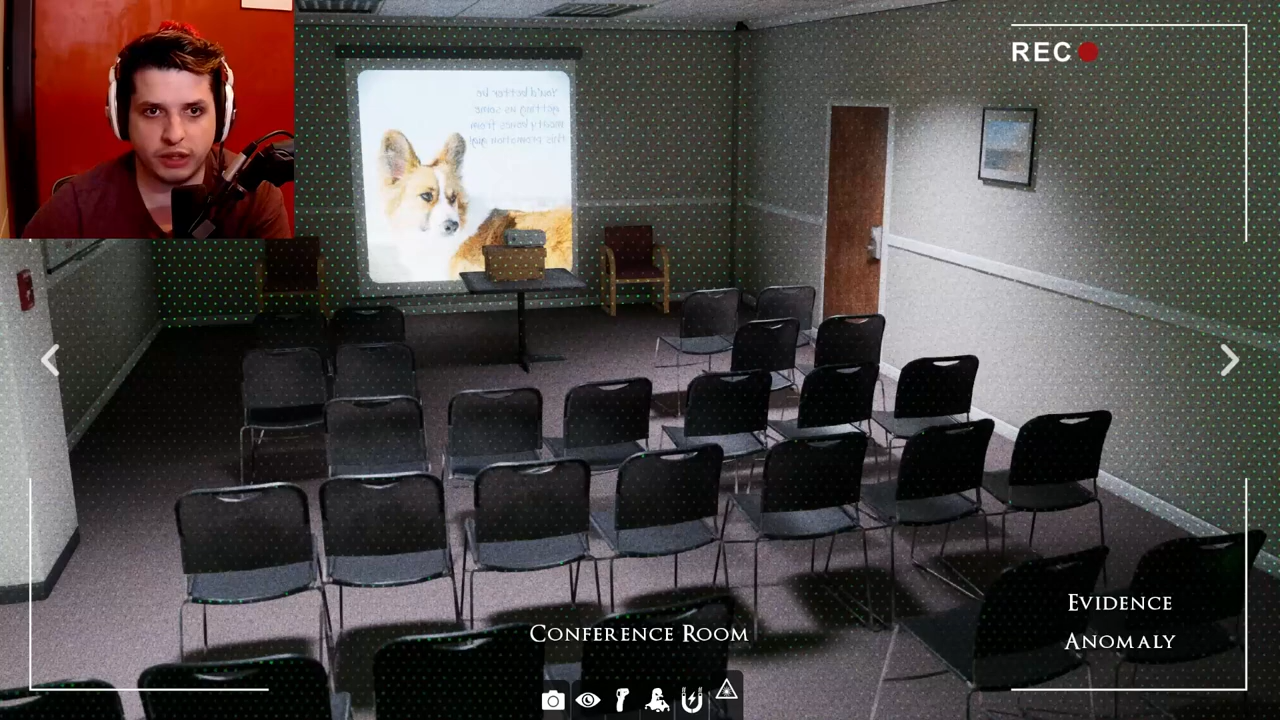 REC
You'd better be
getting us some
meaty bones from
this promotion guy
Conference Room
Evidence
Anomaly